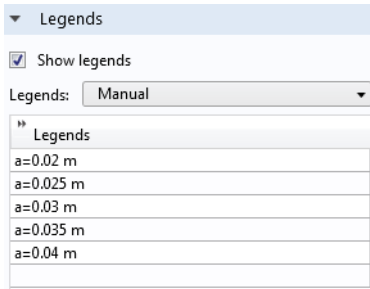 Legends
Show legends
Legends: Manual
Legends
a=0.02 m
a=0.025 m
a=0.03 m
a=0.035 m
a=0.04 m